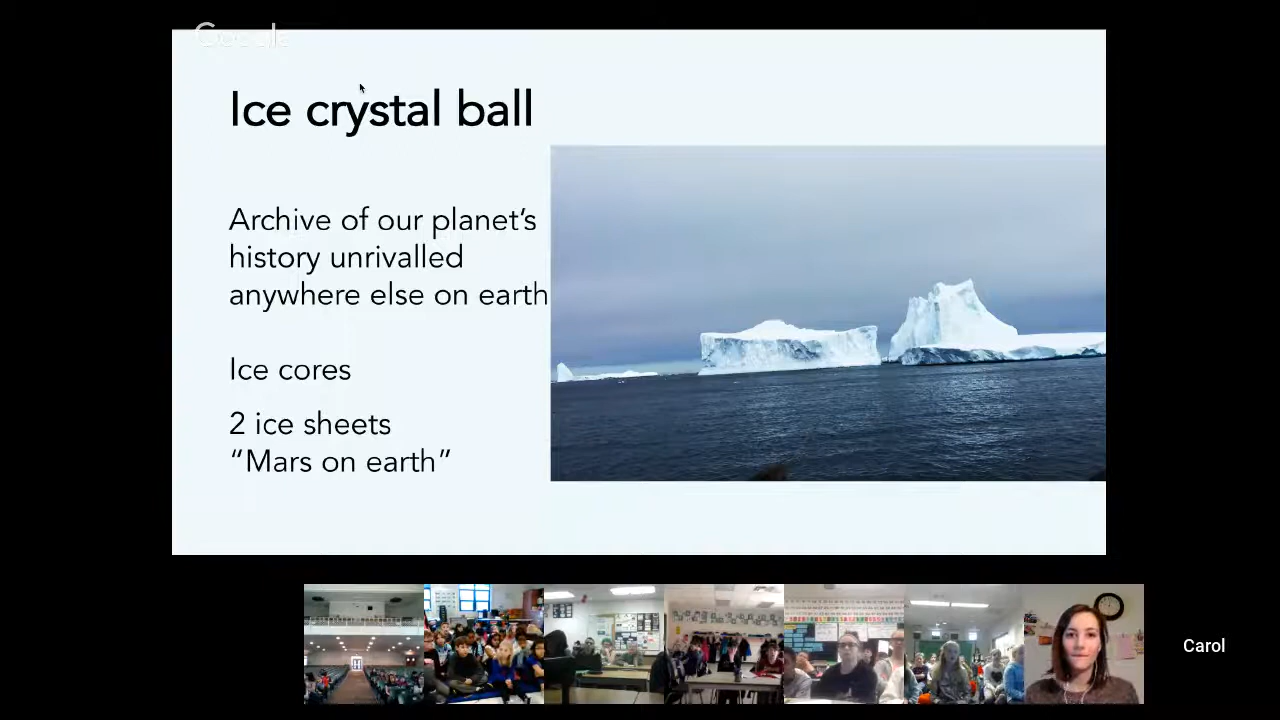 Google
Ice crystal ball
Archive of our planet’s
history unrivalled
anywhere else on earth
Ice cores
2 ice sheets
“Mars on earth”
Carol